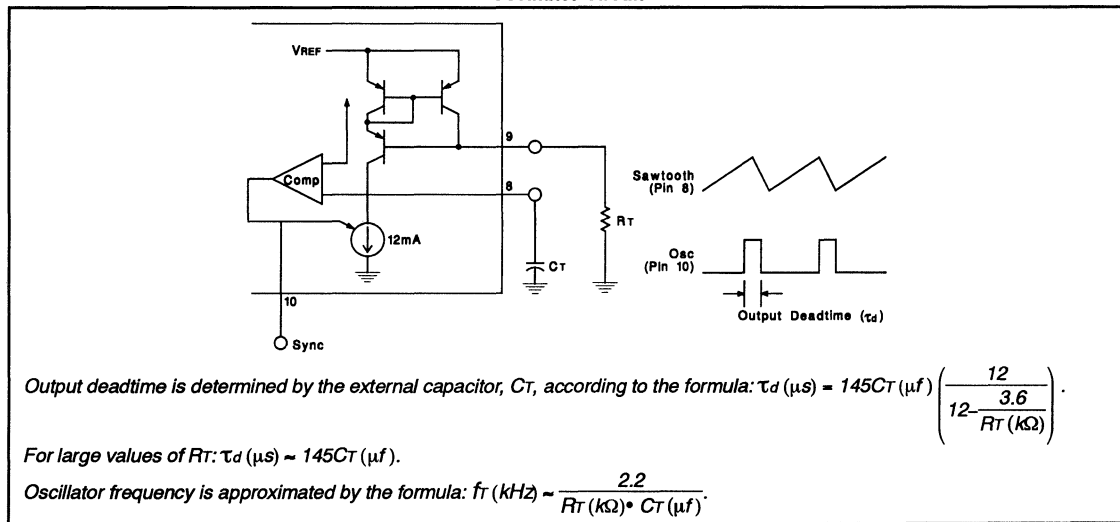 VREF
9
Comp
8
12mA
RT
CT
10
Sync
Sawtooth
(Pin 8)
Osc
(Pin 10)
Output Deadtime (τd)
Output deadtime is determined by the external capacitor, CT, according to the formula: τd (μs) = 145CT (μf) (12 / (12– 3.6 / RT (kΩ))) .
For large values of RT: τd (μs) ≈ 145CT (μf).
Oscillator frequency is approximated by the formula: fT (kHz) ≈ 2.2 / (RT (kΩ) • CT (μf)).